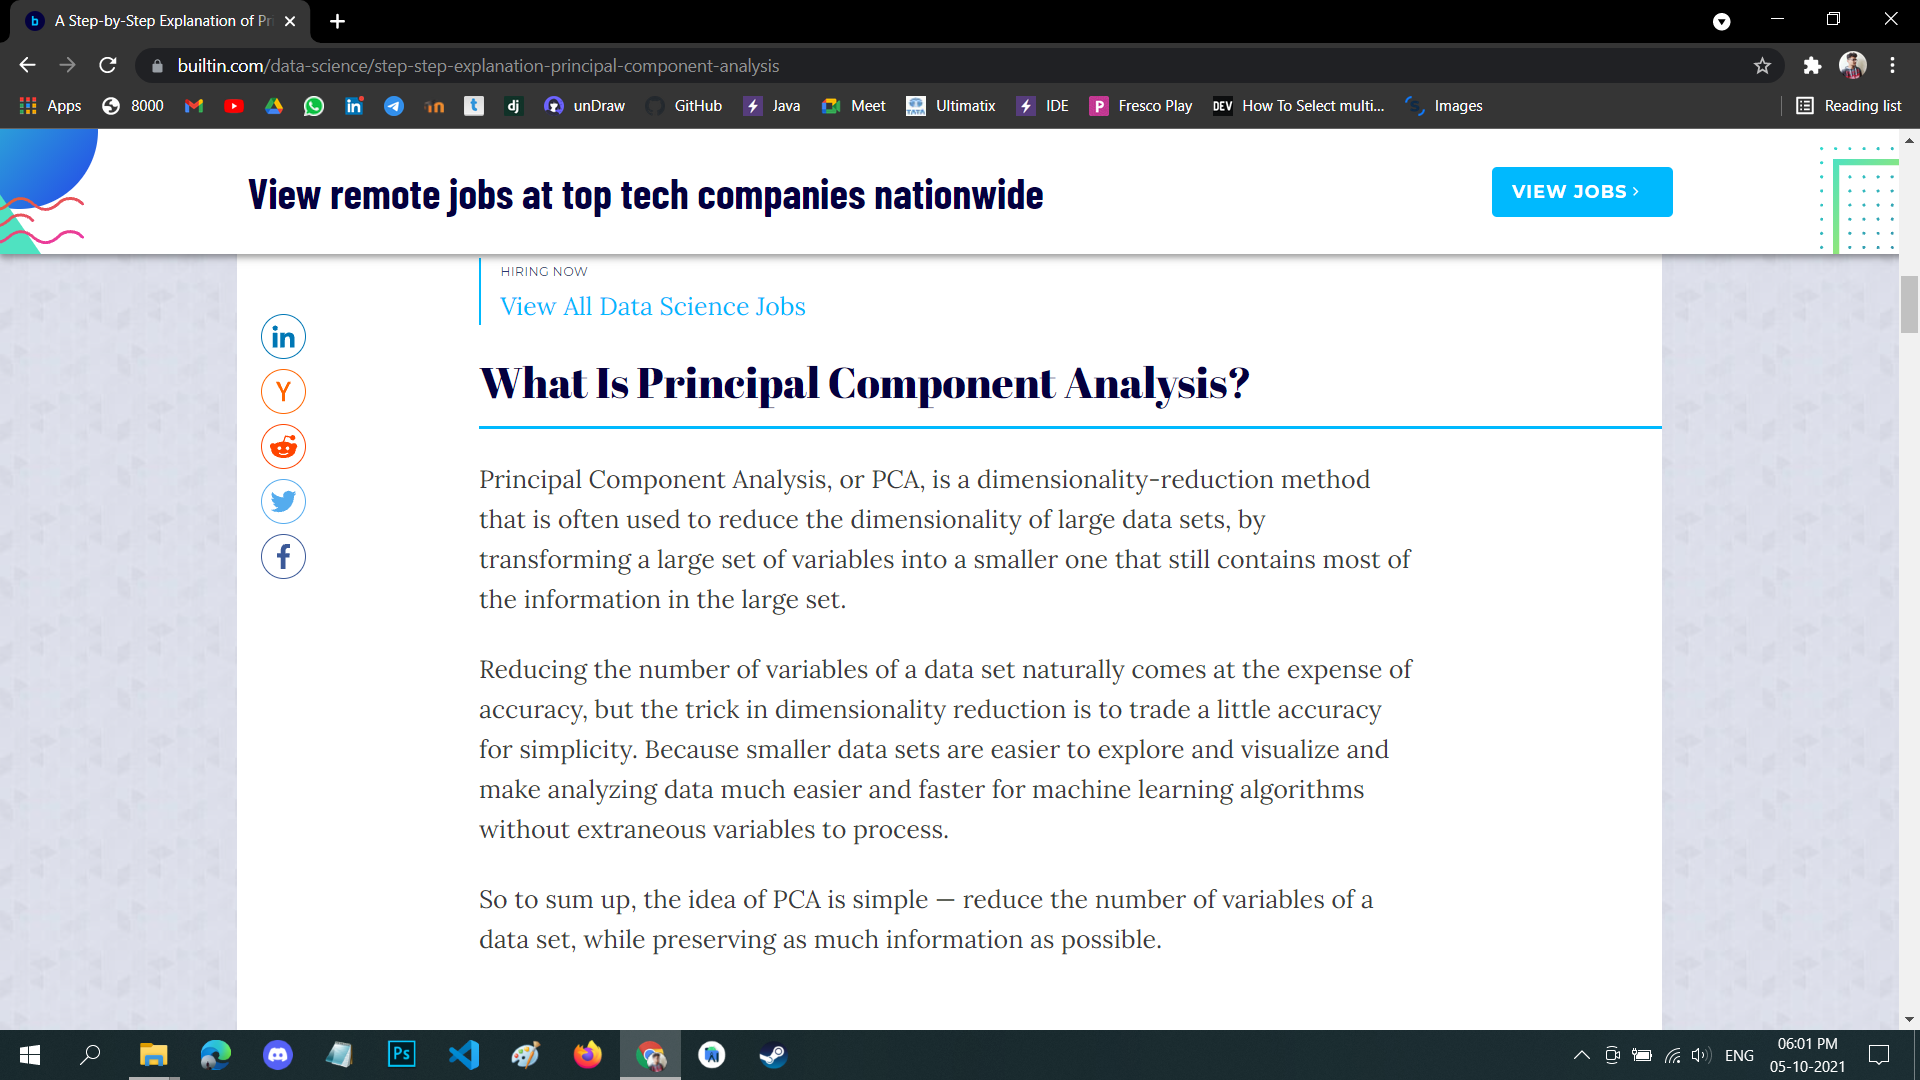 A Step-by-Step Explanation of Pri
builtin.com/data-science/step-step-explanation-principal-component-analysis
Apps 8000 in t dj unDraw GitHub Java Meet TATA Ultimatix IDE P Fresco Play DEV How To Select multi... S Images Reading list
View remote jobs at top tech companies nationwide
VIEW JOBS ›
HIRING NOW
View All Data Science Jobs
in
Y
f
What Is Principal Component Analysis?
Principal Component Analysis, or PCA, is a dimensionality-reduction method
that is often used to reduce the dimensionality of large data sets, by
transforming a large set of variables into a smaller one that still contains most of
the information in the large set.
Reducing the number of variables of a data set naturally comes at the expense of
accuracy, but the trick in dimensionality reduction is to trade a little accuracy
for simplicity. Because smaller data sets are easier to explore and visualize and
make analyzing data much easier and faster for machine learning algorithms
without extraneous variables to process.
So to sum up, the idea of PCA is simple — reduce the number of variables of a
data set, while preserving as much information as possible.
Ps
ENG
06:01 PM
05-10-2021